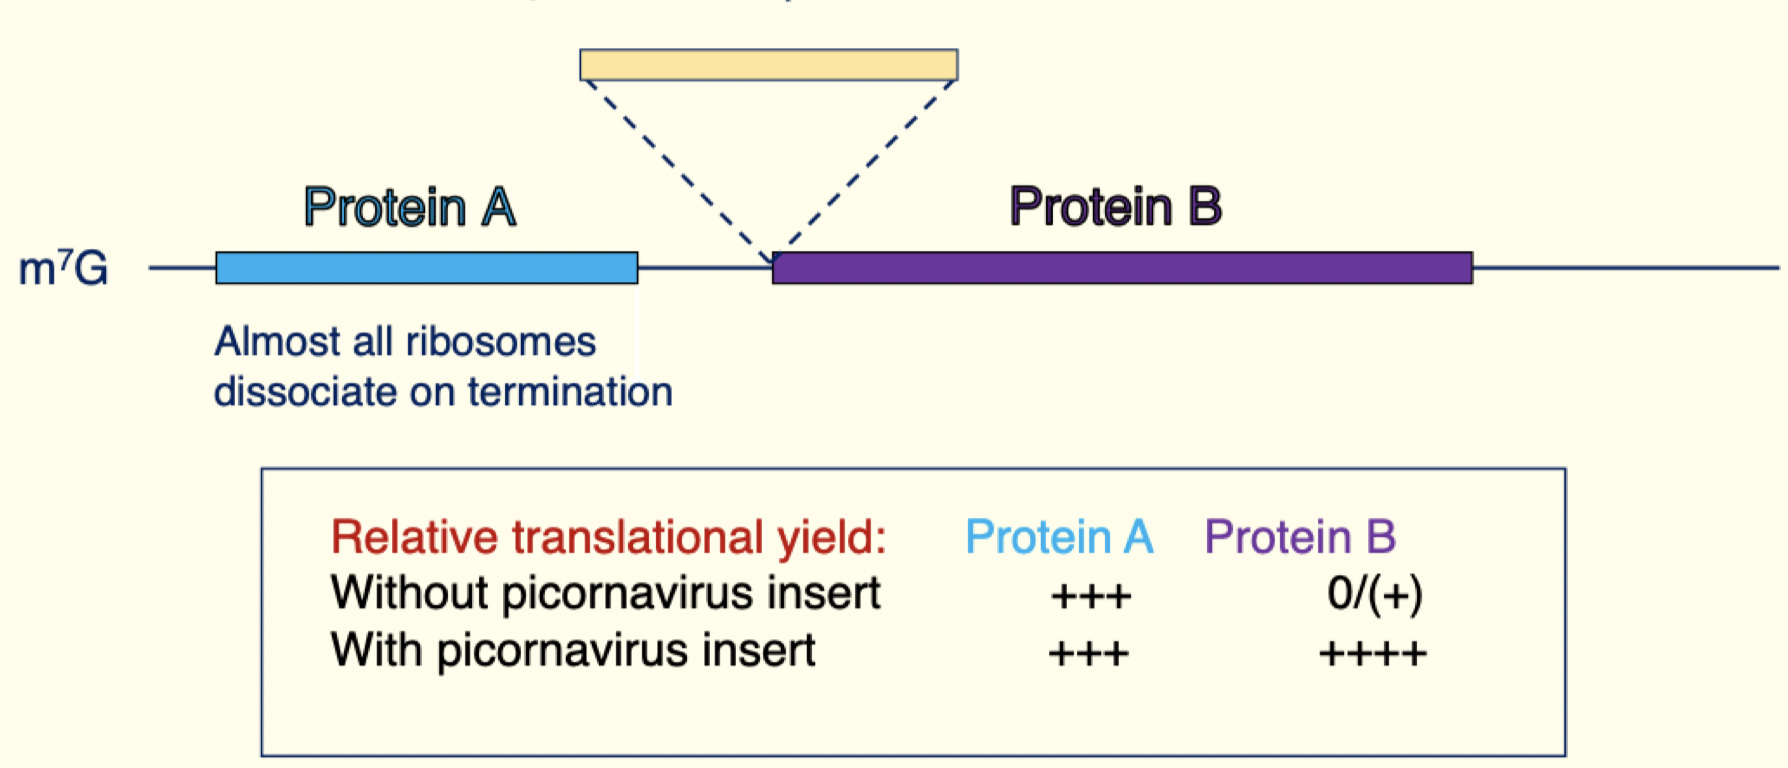 Protein A
Protein B
m⁷G
Almost all ribosomes
dissociate on termination
Relative translational yield: Protein A Protein B
Without picornavirus insert +++ 0/(+)
With picornavirus insert +++ ++++